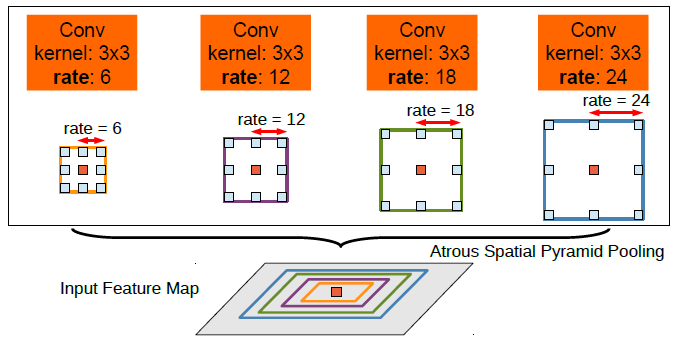 Conv
kernel: 3x3
rate: 6
Conv
kernel: 3x3
rate: 12
Conv
kernel: 3x3
rate: 18
Conv
kernel: 3x3
rate: 24
rate = 6
rate = 12
rate = 18
rate = 24
Atrous Spatial Pyramid Pooling
Input Feature Map